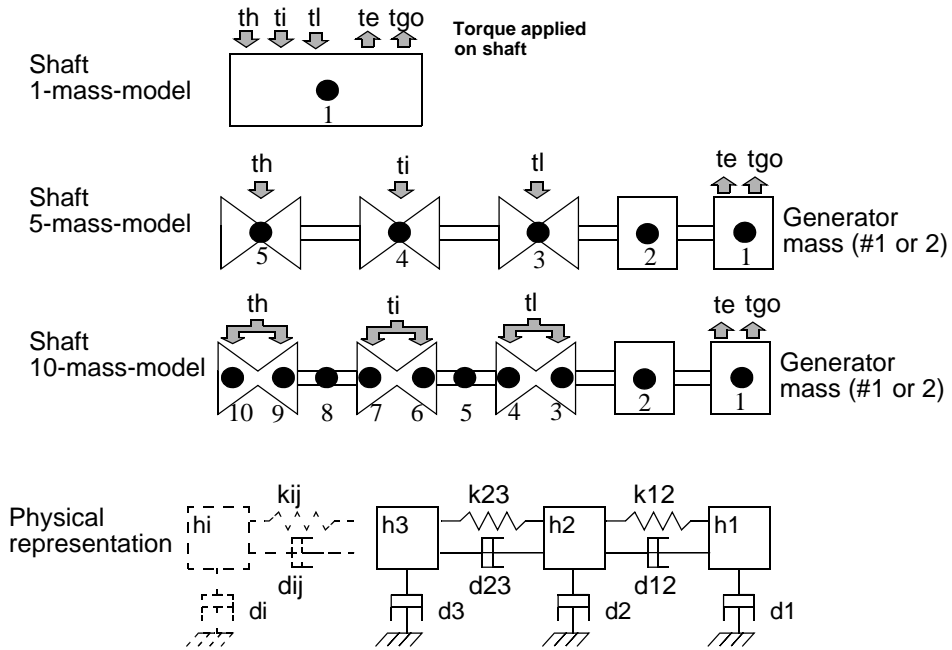 th ti tl te tgo
Torque applied
on shaft
Shaft
1-mass-model
1
th ti tl te tgo
Shaft
5-mass-model
Generator
mass (#1 or 2)
5 4 3 2 1
th ti tl te tgo
Shaft
10-mass-model
Generator
mass (#1 or 2)
10 9 8 7 6 5 4 3 2 1
Physical
representation
kij k23 k12
hi h3 h2 h1
dij d23 d12
di d3 d2 d1